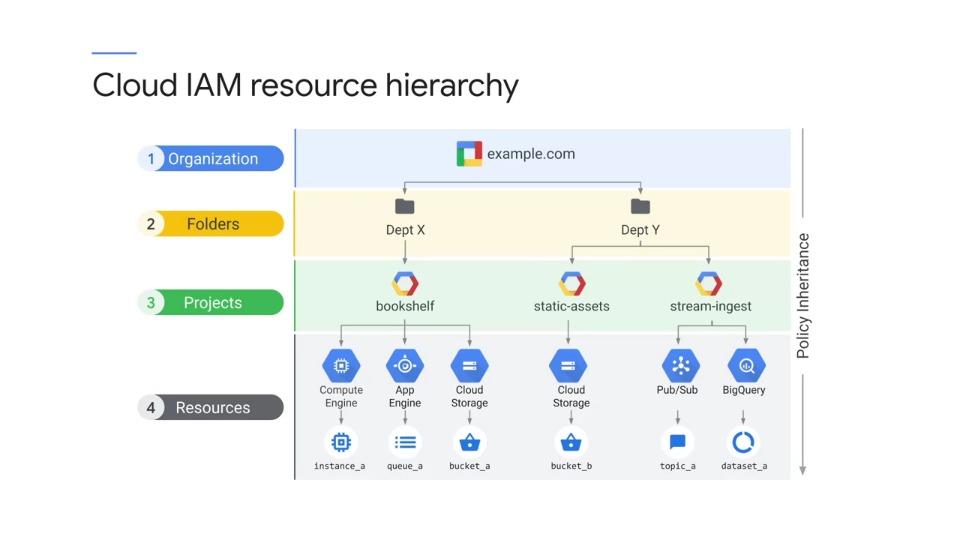 Cloud IAM resource hierarchy
1 Organization
example.com
2 Folders
Dept X
Dept Y
3 Projects
bookshelf
static-assets
stream-ingest
4 Resources
Compute
Engine
App
Engine
Cloud
Storage
Cloud
Storage
Pub/Sub
BigQuery
instance_a
queue_a
bucket_a
bucket_b
topic_a
dataset_a
Policy Inheritance